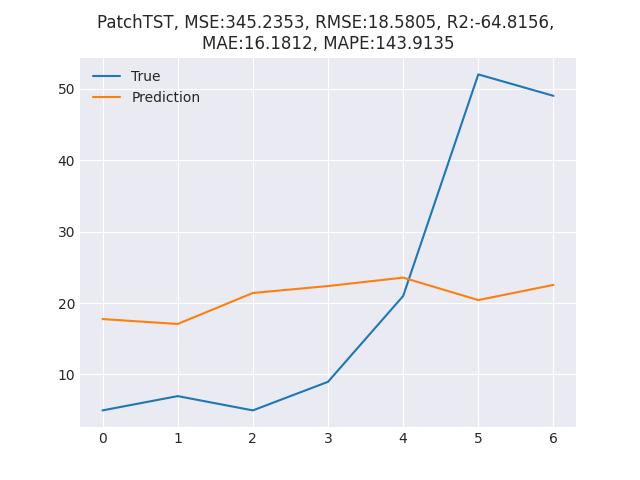 PatchTST, MSE:345.2353, RMSE:18.5805, R2:-64.8156,
MAE:16.1812, MAPE:143.9135
True
Prediction
50
40
30
20
10
0 1 2 3 4 5 6